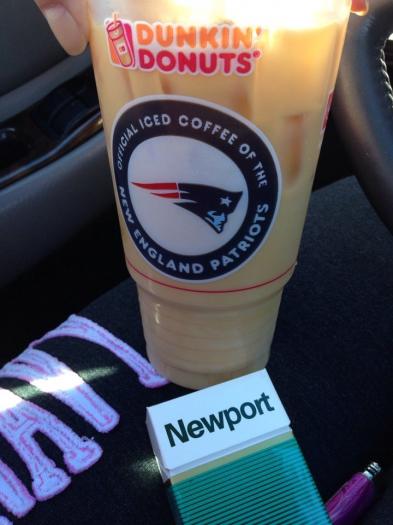 DUNKIN'
DONUTS
OFFICIAL ICED COFFEE OF THE
NEW ENGLAND PATRIOTS
Newport